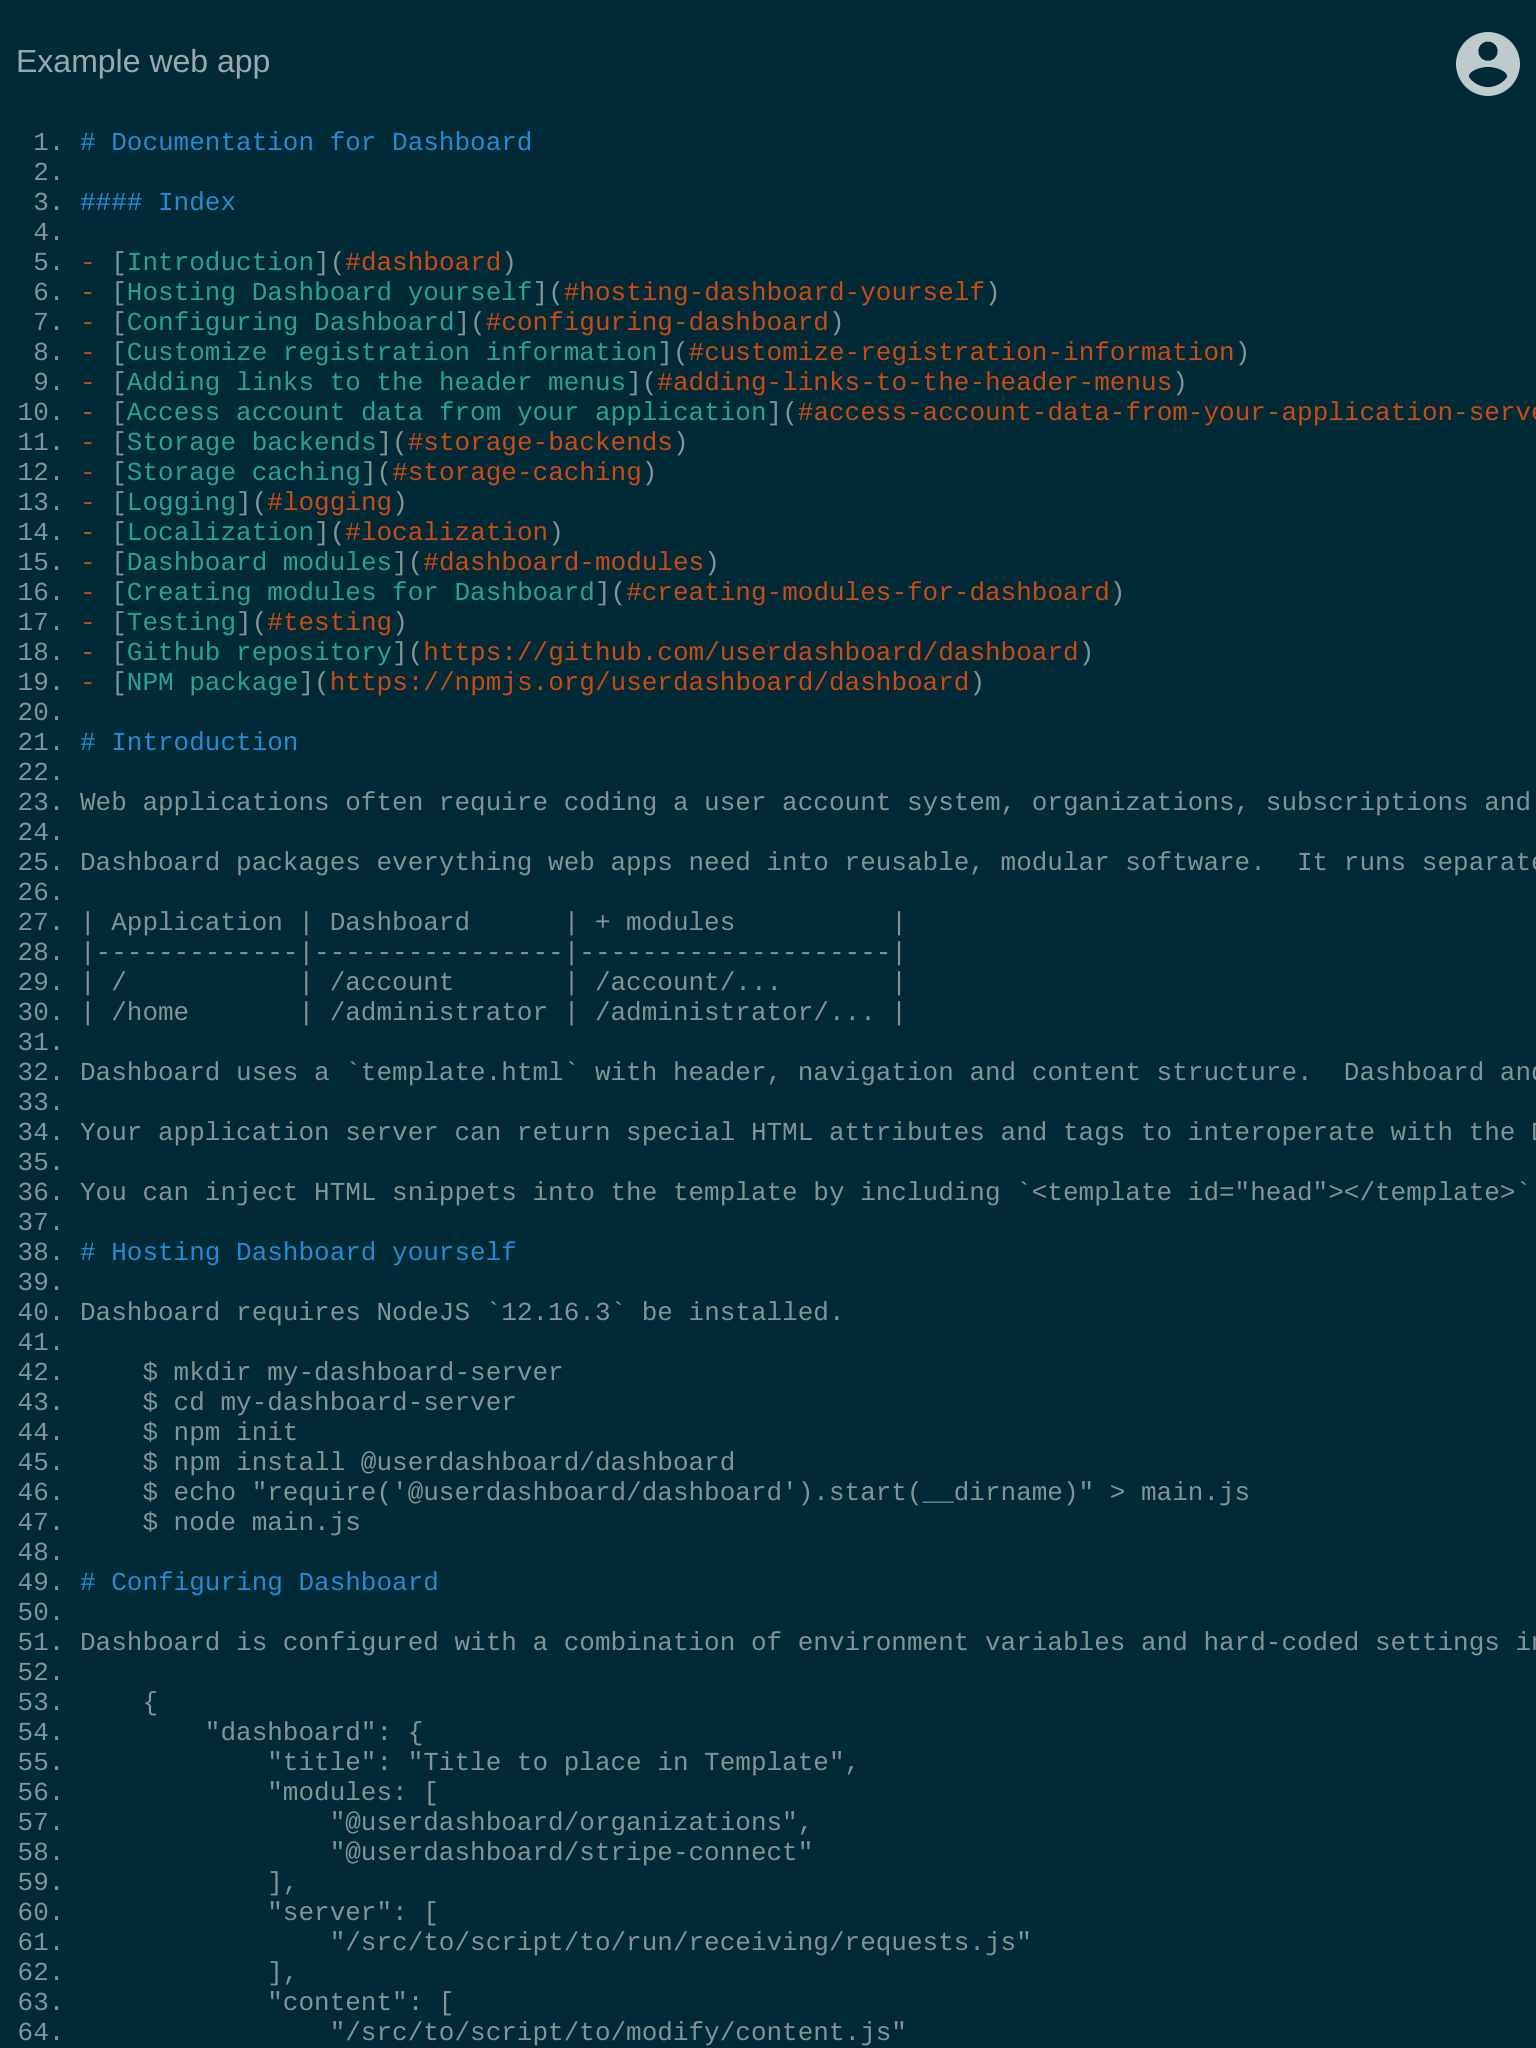 Example web app
1. # Documentation for Dashboard
2.
3. #### Index
4.
5. - [Introduction](#dashboard)
6. - [Hosting Dashboard yourself](#hosting-dashboard-yourself)
7. - [Configuring Dashboard](#configuring-dashboard)
8. - [Customize registration information](#customize-registration-information)
9. - [Adding links to the header menus](#adding-links-to-the-header-menus)
10. - [Access account data from your application](#access-account-data-from-your-application-serve
11. - [Storage backends](#storage-backends)
12. - [Storage caching](#storage-caching)
13. - [Logging](#logging)
14. - [Localization](#localization)
15. - [Dashboard modules](#dashboard-modules)
16. - [Creating modules for Dashboard](#creating-modules-for-dashboard)
17. - [Testing](#testing)
18. - [Github repository](https://github.com/userdashboard/dashboard)
19. - [NPM package](https://npmjs.org/userdashboard/dashboard)
20.
21. # Introduction
22.
23. Web applications often require coding a user account system, organizations, subscriptions and
24.
25. Dashboard packages everything web apps need into reusable, modular software.  It runs separate
26.
27. | Application | Dashboard      | + modules          |
28. |-------------|----------------|--------------------|
29. | /           | /account       | /account/...       |
30. | /home       | /administrator | /administrator/... |
31.
32. Dashboard uses a `template.html` with header, navigation and content structure.  Dashboard and
33.
34. Your application server can return special HTML attributes and tags to interoperate with the
35.
36. You can inject HTML snippets into the template by including `<template id="head"></template>`
37.
38. # Hosting Dashboard yourself
39.
40. Dashboard requires NodeJS `12.16.3` be installed.
41.
42.     $ mkdir my-dashboard-server
43.     $ cd my-dashboard-server
44.     $ npm init
45.     $ npm install @userdashboard/dashboard
46.     $ echo "require('@userdashboard/dashboard').start(__dirname)" > main.js
47.     $ node main.js
48.
49. # Configuring Dashboard
50.
51. Dashboard is configured with a combination of environment variables and hard-coded settings in
52.
53.     {
54.         "dashboard": {
55.             "title": "Title to place in Template",
56.             "modules: [
57.                 "@userdashboard/organizations",
58.                 "@userdashboard/stripe-connect"
59.             ],
60.             "server": [
61.                 "/src/to/script/to/run/receiving/requests.js"
62.             ],
63.             "content": [
64.                 "/src/to/script/to/modify/content.js"